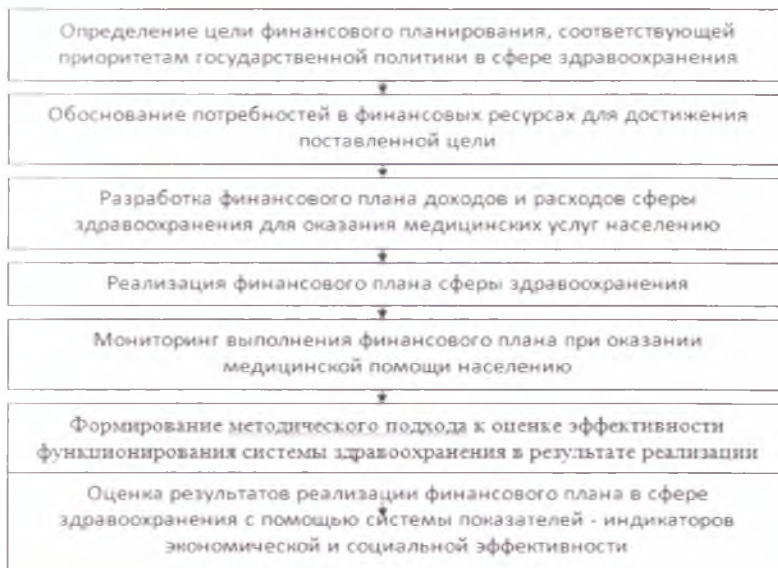 Определение цели финансового планирования, соответствующей
приоритетам государственной политики в сфере здравоохранения
Обоснование потребностей в финансовых ресурсах для достижения
поставленной цели
Разработка финансового плана доходов и расходов сферы
здравоохранения для оказания медицинских услуг населению
Реализация финансового плана сферы здравоохранения
Мониторинг выполнения финансового плана при оказании
медицинской помощи населению
Формирование методического подхода к оценке эффективности
функционирования системы здравоохранения в результате реализации
Оценка результатов реализации финансового плана в сфере
здравоохранения с помощью системы показателей - индикаторов
экономической и социальной эффективности